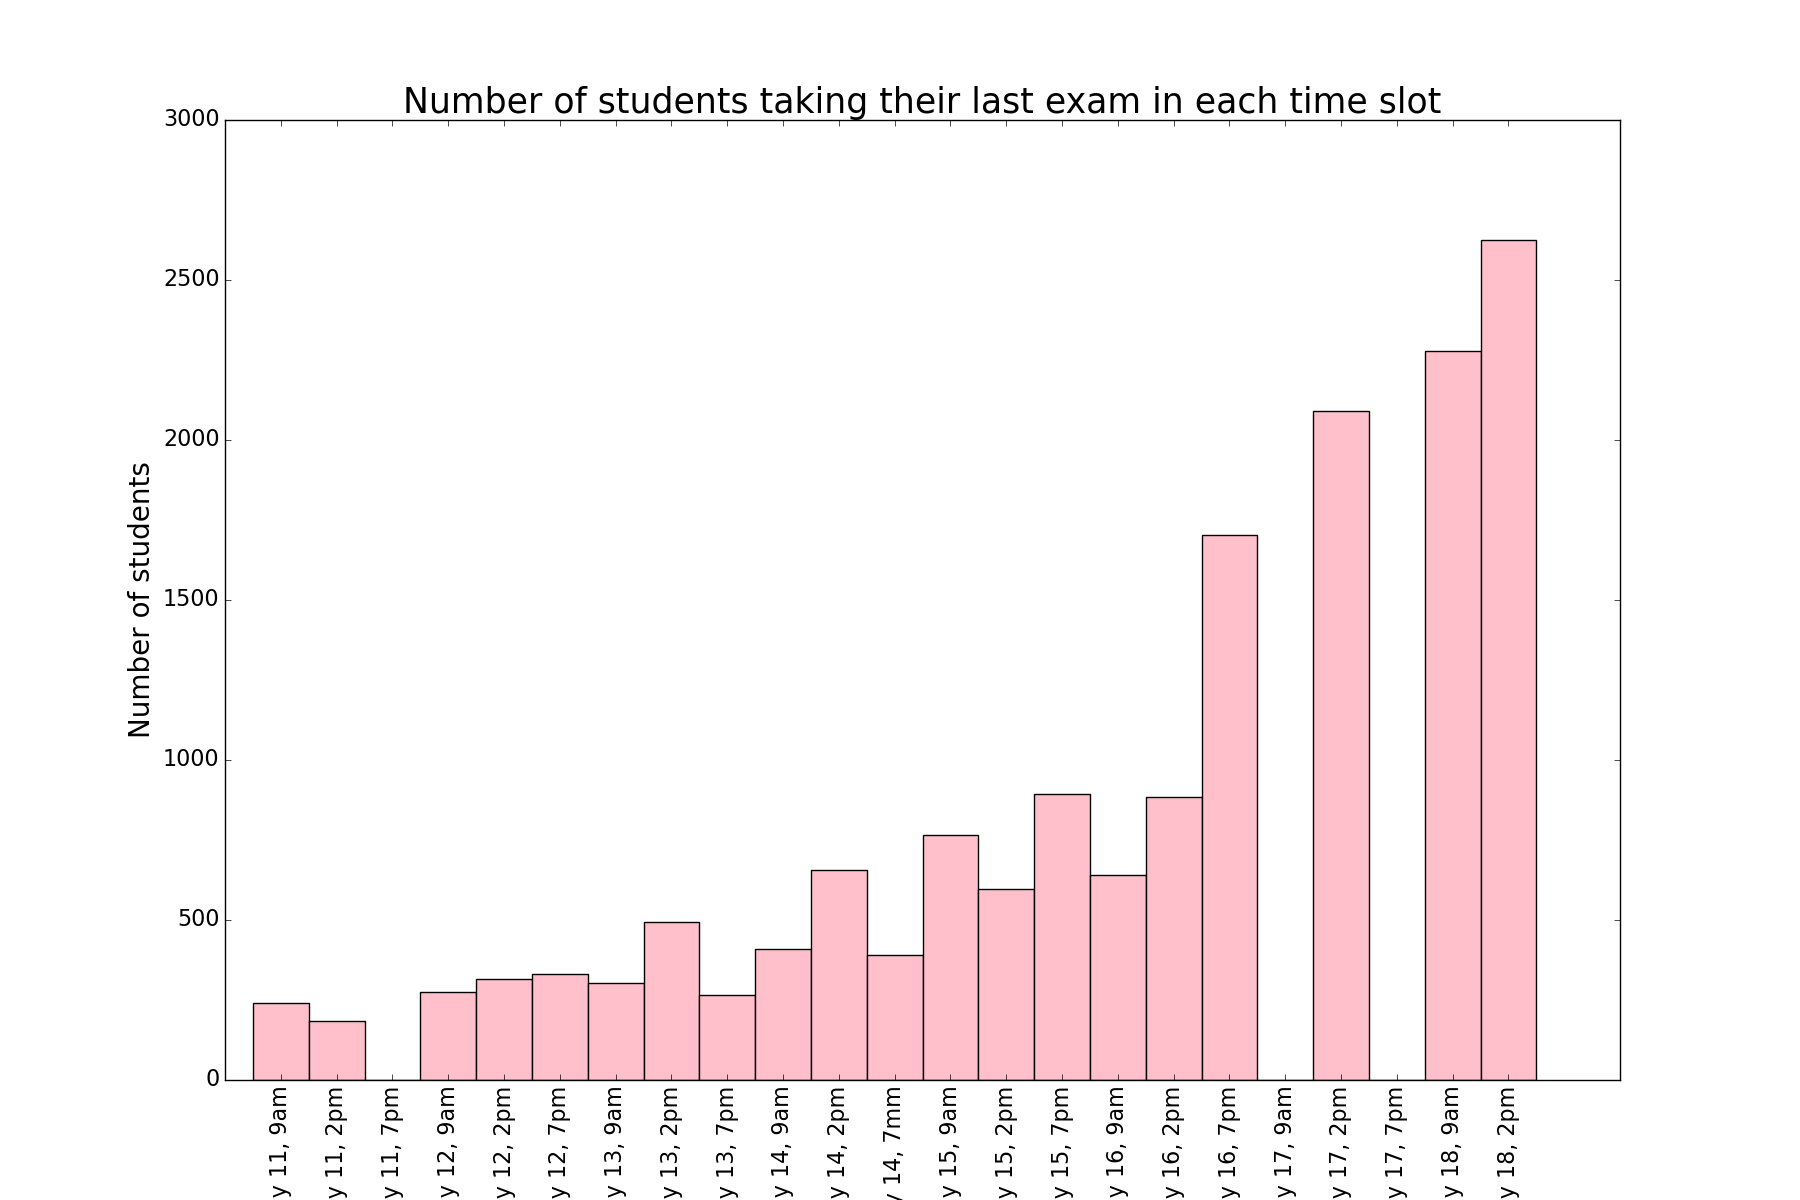 Number of students taking their last exam in each time slot
3000
2500
2000
1500
1000
500
0
Number of students
y 11, 9am
y 11, 2pm
y 11, 7pm
y 12, 9am
y 12, 2pm
y 12, 7pm
y 13, 9am
y 13, 2pm
y 13, 7pm
y 14, 9am
y 14, 2pm
y 14, 7mm
y 15, 9am
y 15, 2pm
y 15, 7pm
y 16, 9am
y 16, 2pm
y 16, 7pm
y 17, 9am
y 17, 2pm
y 17, 7pm
y 18, 9am
y 18, 2pm